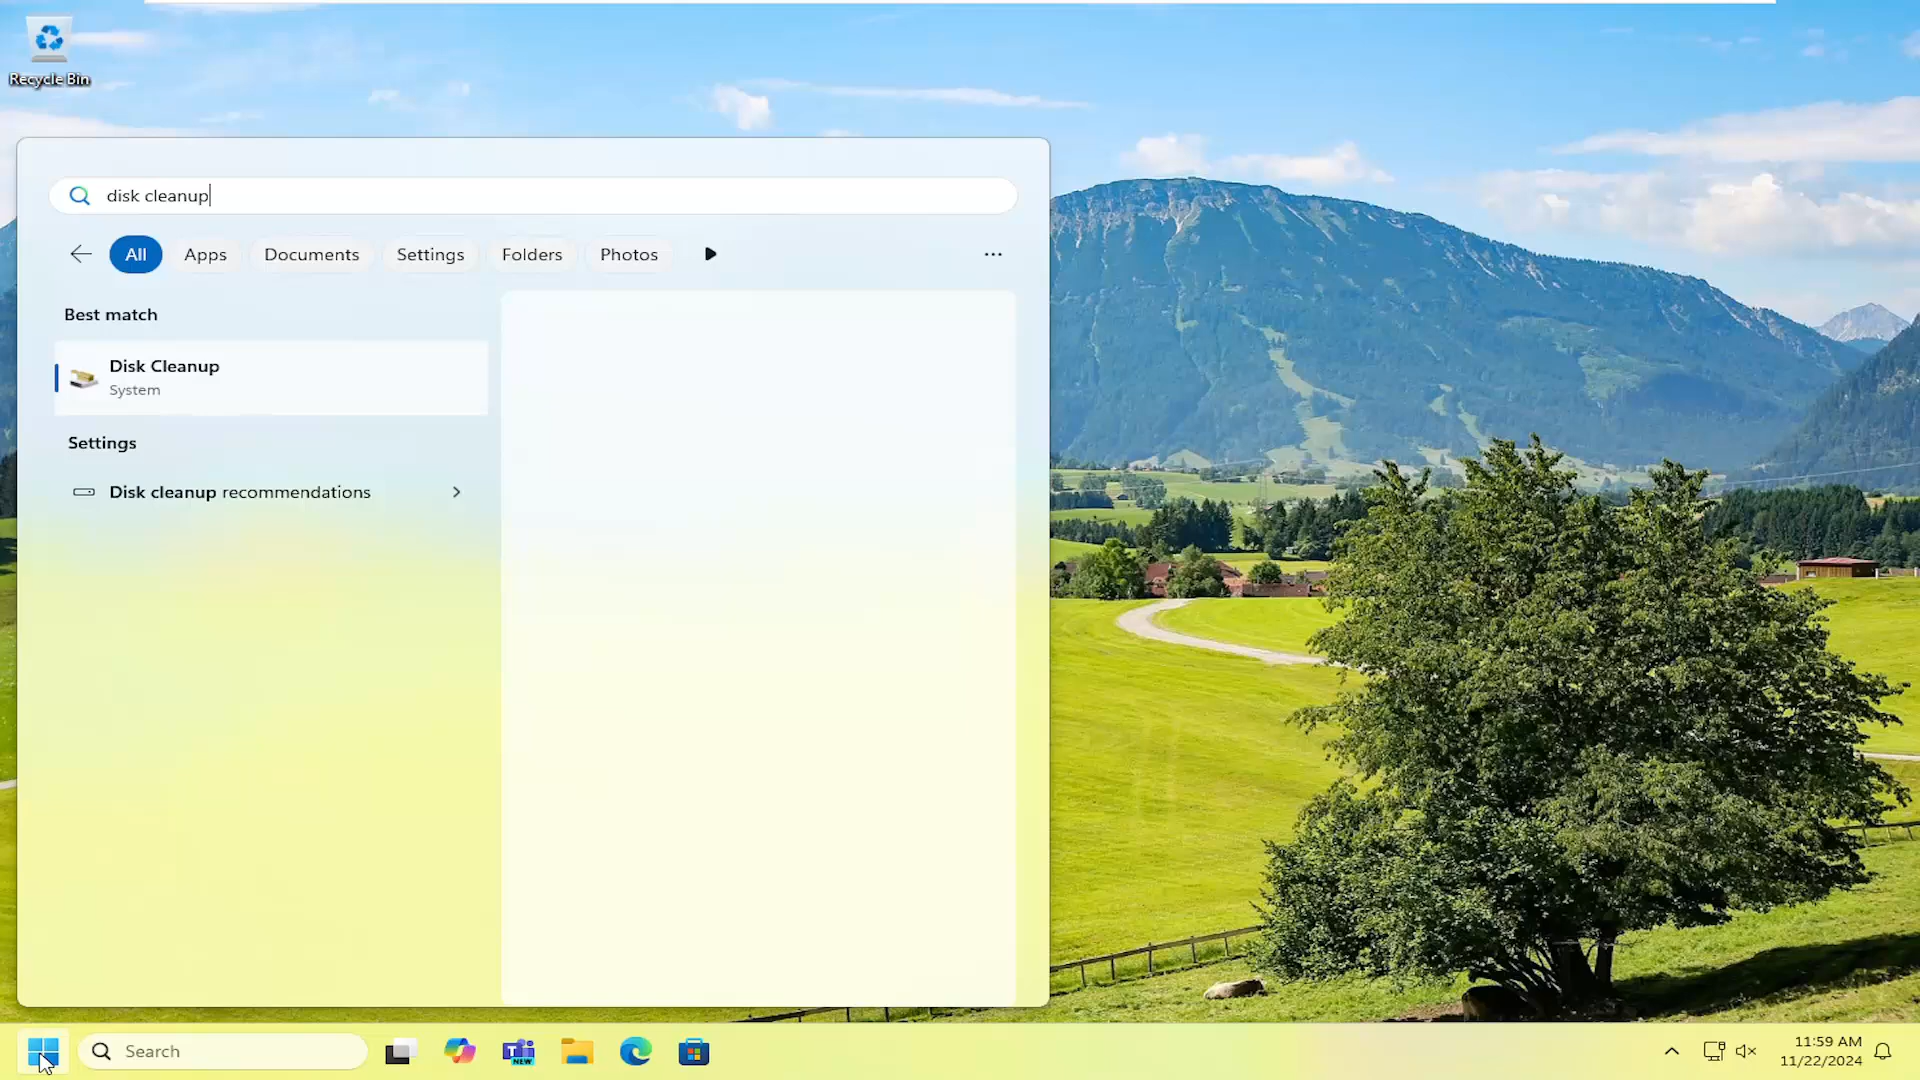 Recycle Bin
disk cleanup
All Apps Documents Settings Folders Photos
Best match
Disk Cleanup
System
Settings
Disk cleanup recommendations
Search
NEW
11:59 AM
11/22/2024